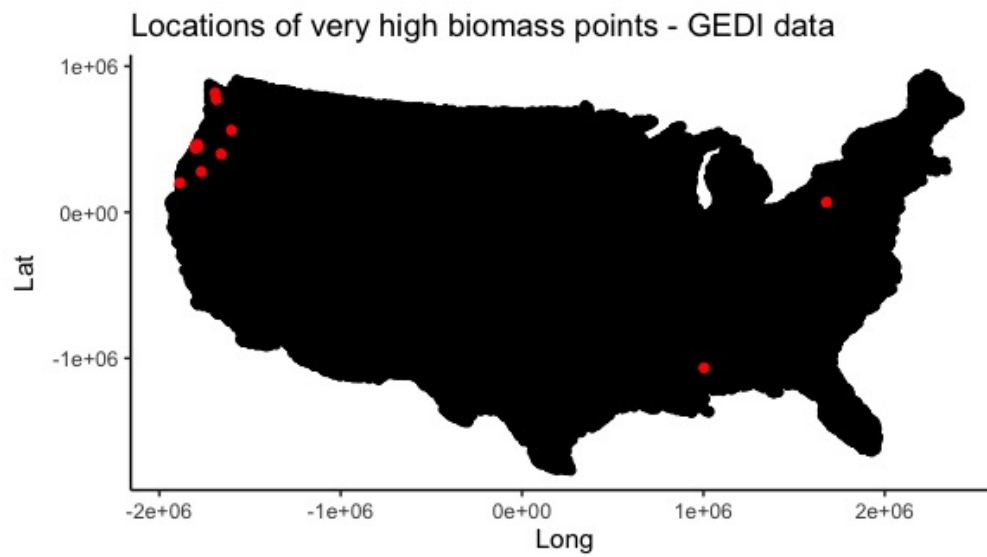 Locations of very high biomass points - GEDI data
1e+06
0e+00
-1e+06
Lat
-2e+06
-1e+06
0e+00
1e+06
2e+06
Long